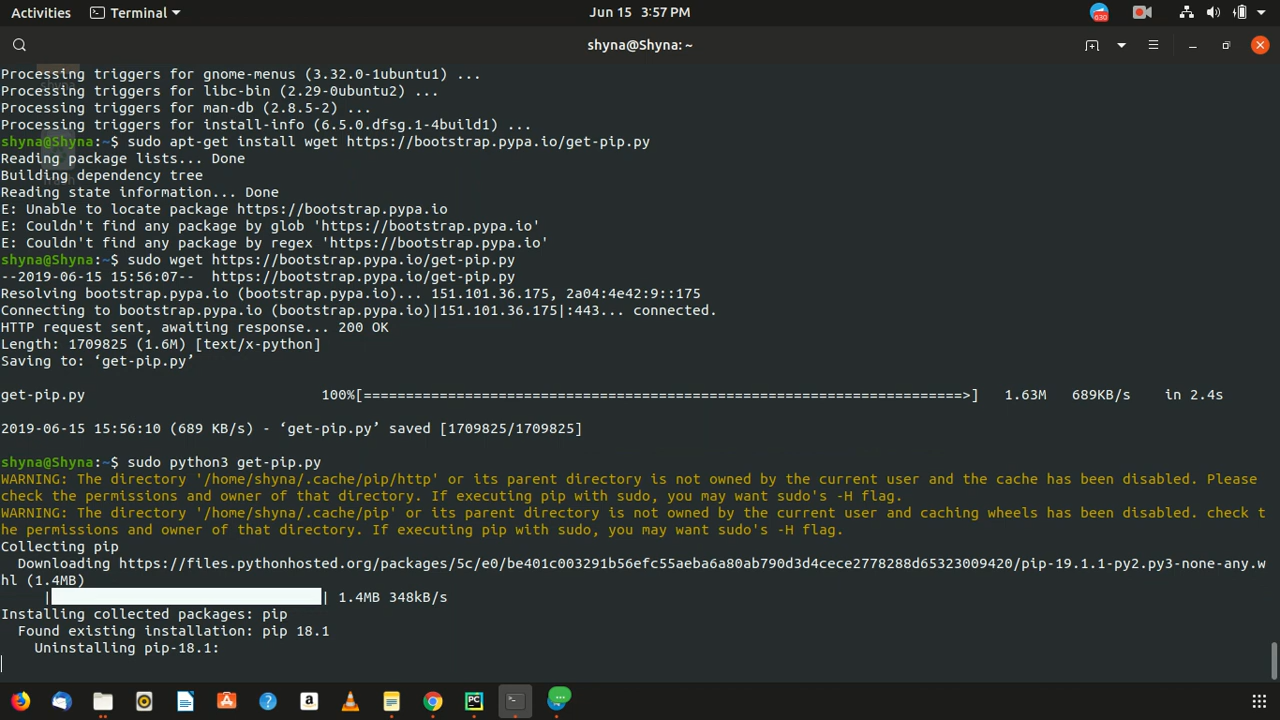 Activities Terminal Jun 15 3:57 PM 630
shyna@Shyna: ~
Processing triggers for gnome-menus (3.32.0-1ubuntu1) ...
Processing triggers for libc-bin (2.29-0ubuntu2) ...
Processing triggers for man-db (2.8.5-2) ...
Processing triggers for install-info (6.5.0.dfsg.1-4build1) ...
shyna@Shyna:~$ sudo apt-get install wget https://bootstrap.pypa.io/get-pip.py
Reading package lists... Done
Building dependency tree
Reading state information... Done
E: Unable to locate package https://bootstrap.pypa.io
E: Couldn't find any package by glob 'https://bootstrap.pypa.io'
E: Couldn't find any package by regex 'https://bootstrap.pypa.io'
shyna@Shyna:~$ sudo wget https://bootstrap.pypa.io/get-pip.py
--2019-06-15 15:56:07--  https://bootstrap.pypa.io/get-pip.py
Resolving bootstrap.pypa.io (bootstrap.pypa.io)... 151.101.36.175, 2a04:4e42:9::175
Connecting to bootstrap.pypa.io (bootstrap.pypa.io)|151.101.36.175|:443... connected.
HTTP request sent, awaiting response... 200 OK
Length: 1709825 (1.6M) [text/x-python]
Saving to: ‘get-pip.py’
get-pip.py 100%[=======================================================================>] 1.63M 689KB/s in 2.4s
2019-06-15 15:56:10 (689 KB/s) - ‘get-pip.py’ saved [1709825/1709825]
shyna@Shyna:~$ sudo python3 get-pip.py
WARNING: The directory '/home/shyna/.cache/pip/http' or its parent directory is not owned by the current user and the cache has been disabled. Please
check the permissions and owner of that directory. If executing pip with sudo, you may want sudo's -H flag.
WARNING: The directory '/home/shyna/.cache/pip' or its parent directory is not owned by the current user and caching wheels has been disabled. check t
he permissions and owner of that directory. If executing pip with sudo, you may want sudo's -H flag.
Collecting pip
Downloading https://files.pythonhosted.org/packages/5c/e0/be401c003291b56efc55aeba6a80ab790d3d4cece2778288d65323009420/pip-19.1.1-py2.py3-none-any.w
hl (1.4MB)
| | 1.4MB 348kB/s
Installing collected packages: pip
Found existing installation: pip 18.1
Uninstalling pip-18.1: